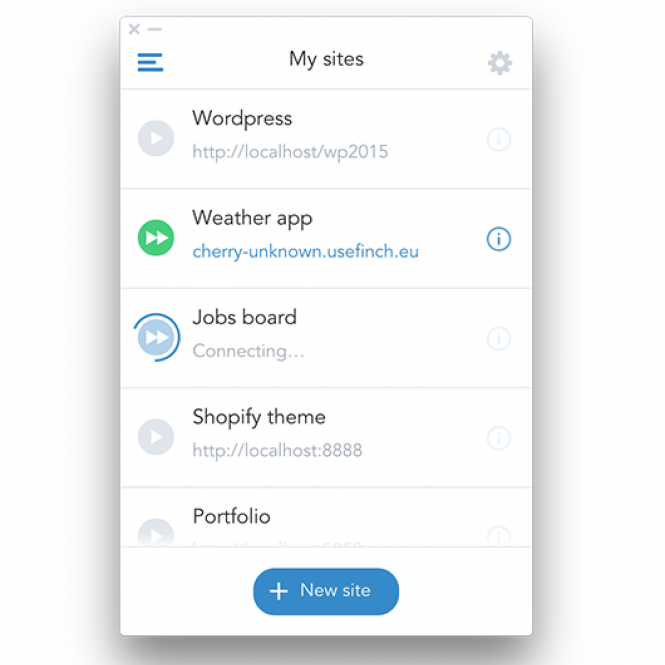 My sites
Wordpress
http://localhost/wp2015
Weather app
cherry-unknown.usefinch.eu
Jobs board
Connecting...
Shopify theme
http://localhost:8888
Portfolio
New site